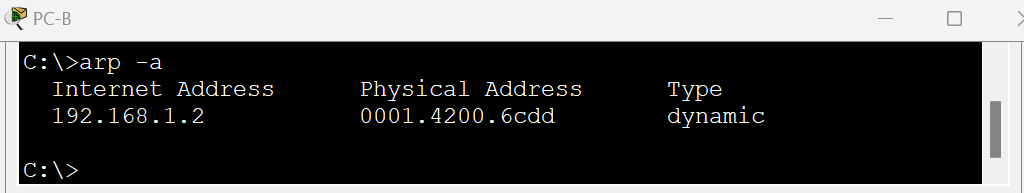 PC-B
C:\>arp -a
Internet Address Physical Address Type
192.168.1.2 0001.4200.6cdd dynamic
C:\>